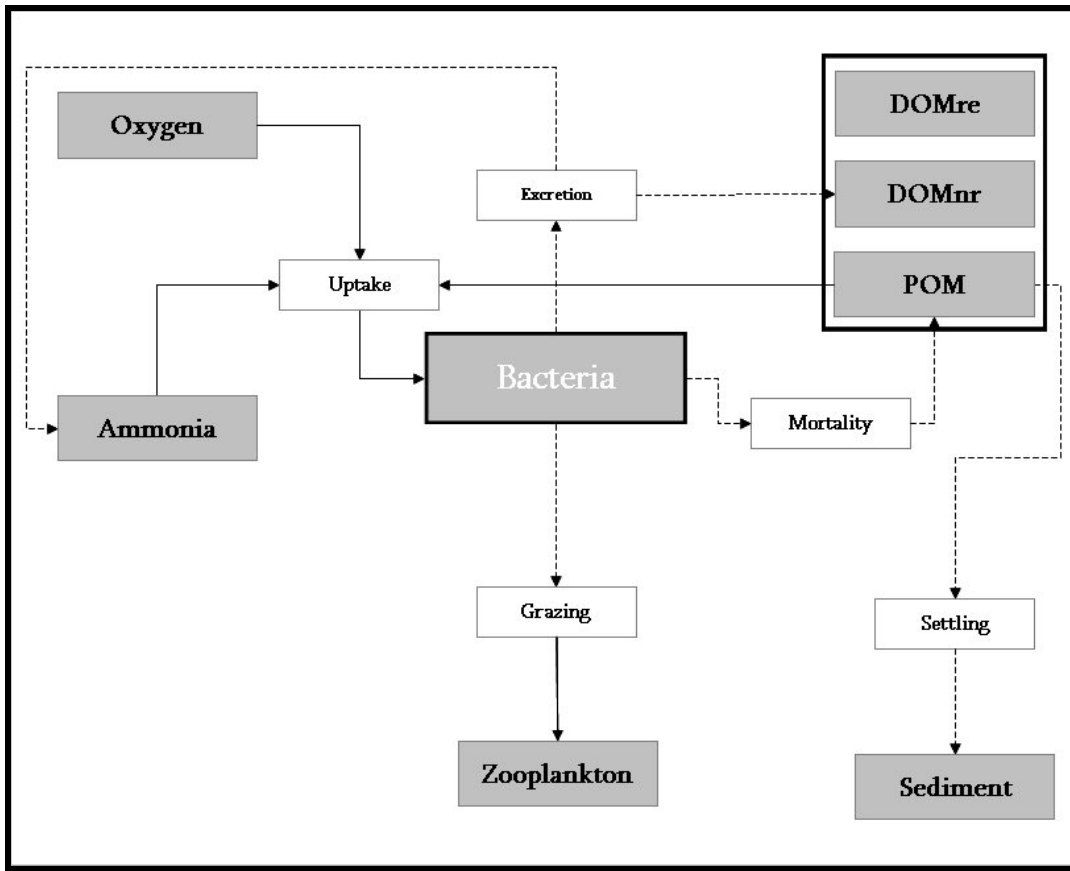 DOMre
Oxygen
Excretion
DOMnr
Uptake
POM
Bacteria
Ammonia
Mortality
Grazing
Settling
Zooplankton
Sediment